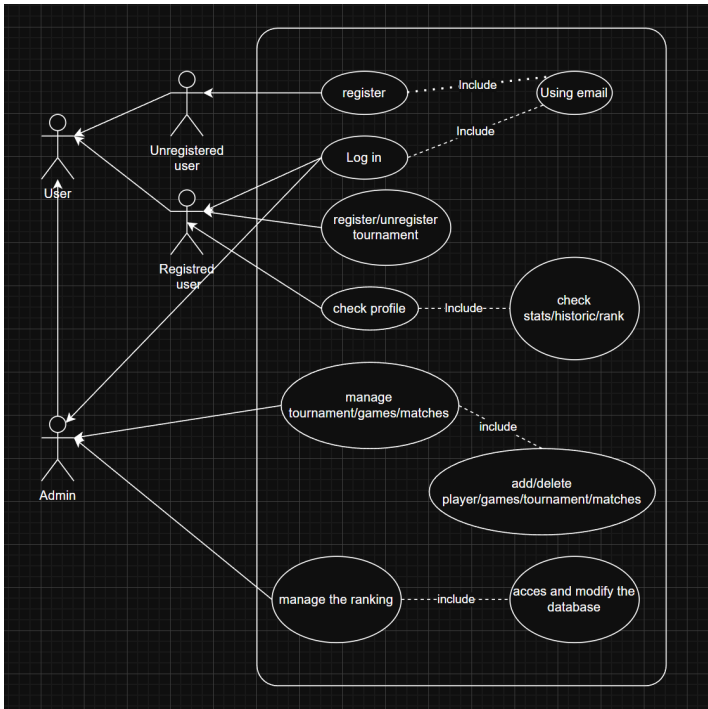 register
Include
Using email
Unregistered
user
Include
Log in
User
register/unregister
tournament
Registred
user
check profile
Include
check
stats/historic/rank
manage
tournament/games/matches
include
add/delete
player/games/tournament/matches
Admin
manage the ranking
include
acces and modify the
database